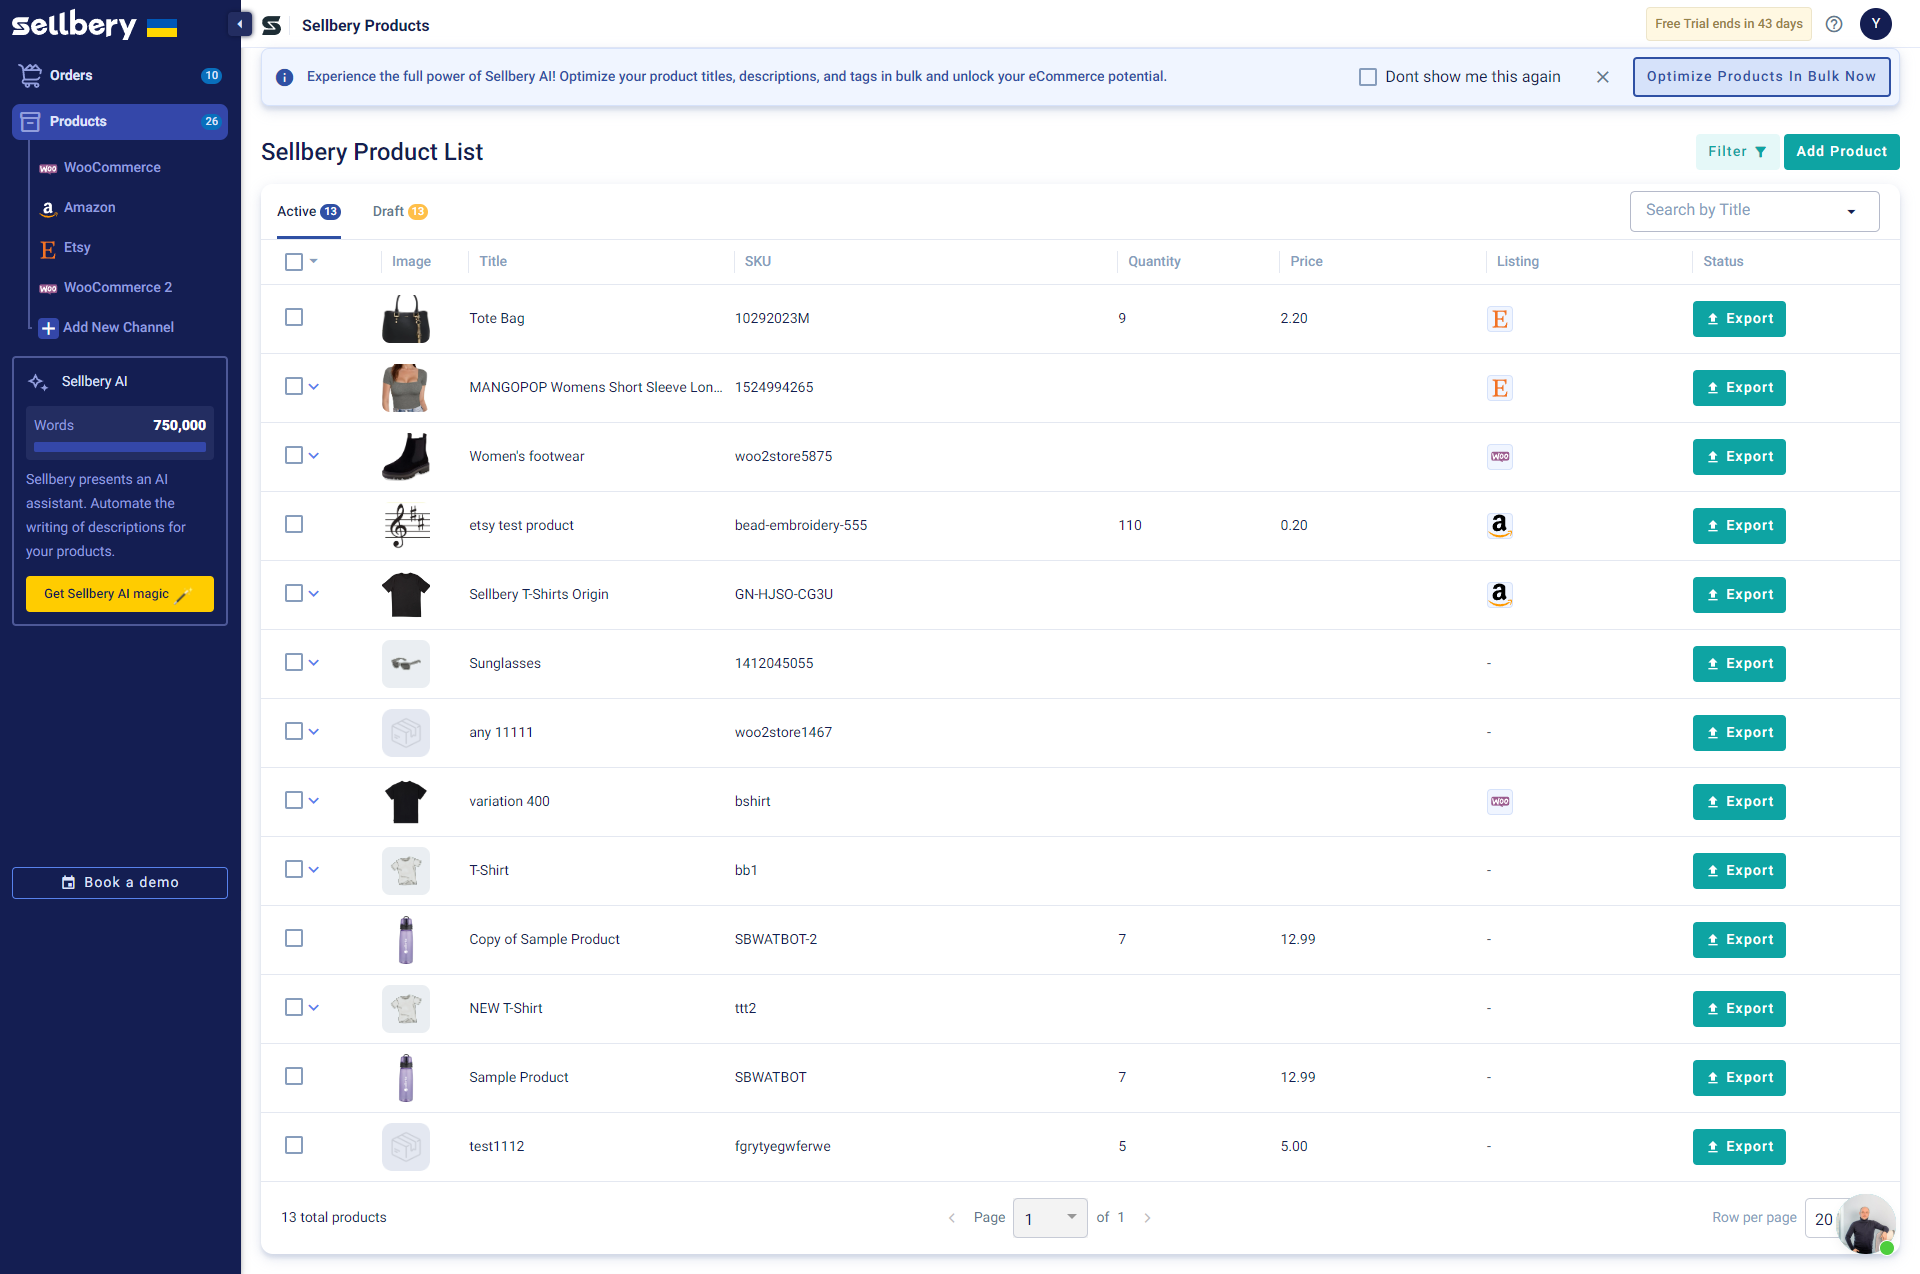 sellbery
Sellbery Products
Free Trial ends in 43 days
Y
Orders
10
Products
26
WooCommerce
Amazon
Etsy
WooCommerce 2
Add New Channel
Sellbery AI
Words
750,000
Sellbery presents an AI
assistant. Automate the
writing of descriptions for
your products.
Get Sellbery AI magic
Book a demo
Experience the full power of Sellbery AI! Optimize your product titles, descriptions, and tags in bulk and unlock your eCommerce potential.
Dont show me this again
Optimize Products In Bulk Now
Sellbery Product List
Filter
Add Product
Active 13
Draft 13
Search by Title
Image Title SKU Quantity Price Listing Status
Tote Bag 10292023M 9 2.20 E Export
MANGOPOP Womens Short Sleeve Lon... 1524994265 E Export
Women's footwear woo2store5875 woo Export
etsy test product bead-embroidery-555 110 0.20 a Export
Sellbery T-Shirts Origin GN-HJSO-CG3U a Export
Sunglasses 1412045055 - Export
any 11111 woo2store1467 - Export
variation 400 bshirt woo Export
T-Shirt bb1 - Export
Copy of Sample Product SBWATBOT-2 7 12.99 - Export
NEW T-Shirt ttt2 - Export
Sample Product SBWATBOT 7 12.99 - Export
test1112 fgrytyegwferwe 5 5.00 - Export
13 total products
Page 1 of 1
Row per page 20